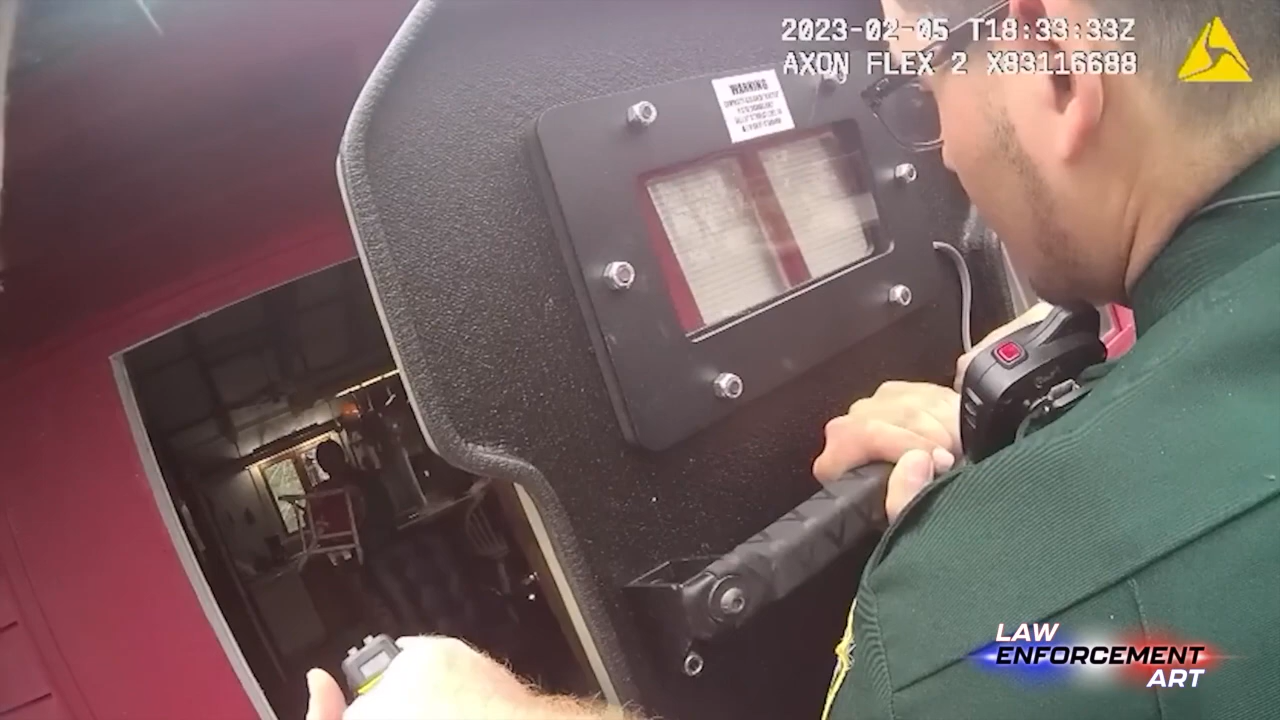 2023-02-05 T18:33:33Z
AXON FLEX 2 X83116688
WARNING
LAW
ENFORCEMENT
ART